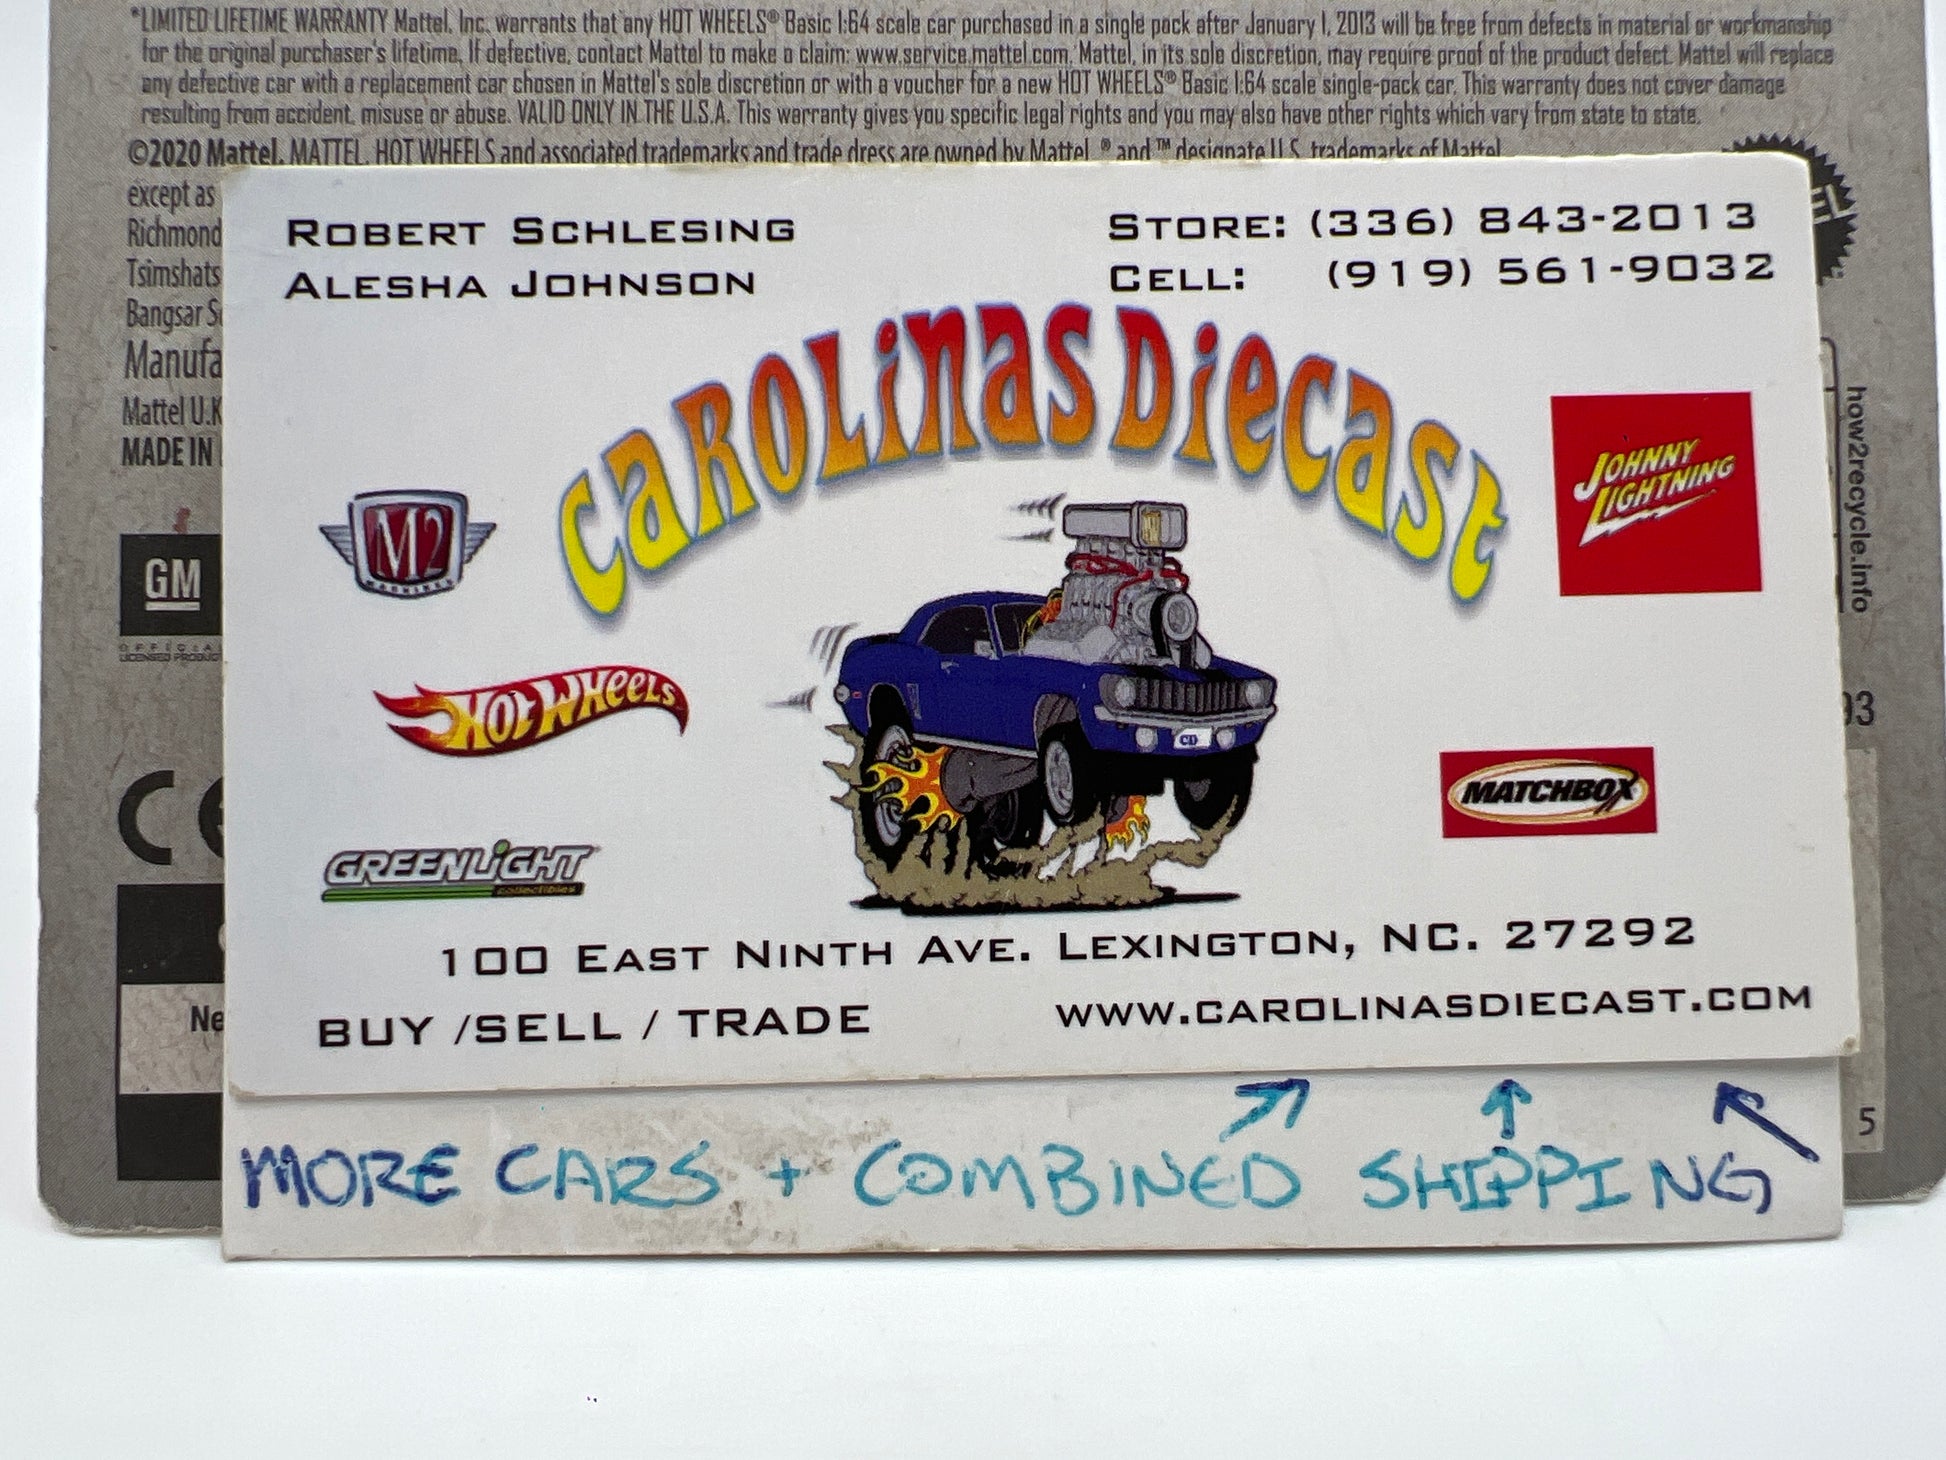 *LIMITED LIFETIME WARRANTY Mattel, Inc. warrants that any HOT WHEELS® Basic 1:64 scale car purchased in a single pack after January 1, 2013 will be free from defects in material or workmanship
for the original purchaser's lifetime. If defective, contact Mattel to make a claim: www.service.mattel.com. Mattel, in its sole discretion, may require proof of the product defect. Mattel will replace
any defective car with a replacement car chosen in Mattel's sole discretion or with a voucher for a new HOT WHEELS® Basic 1:64 scale single-pack car. This warranty does not cover damage
resulting from accident, misuse or abuse. VALID ONLY IN THE U.S.A. This warranty gives you specific legal rights and you may also have other rights which vary from state to state.
©2020 Mattel. MATTEL, HOT WHEELS and associated trademarks and trade dress are owned by Mattel. ® and ™ designate U.S. trademarks of Mattel,
except as
Richmond
Tsimshats
Bangsar S
Manufa
Mattel U.K
MADE IN
GM
OFFICIAL
LICENSED PRODUCT
CE
Ne
how2recycle.info
93
5
ROBERT SCHLESING
ALESHA JOHNSON
STORE: (336) 843-2013
CELL: (919) 561-9032
CAROLINAS DIECAST
M2
MACHINES
JOHNNY
LIGHTNING
HOT WHEELS
MATCHBOX
CD
GREENLIGHT
collectibles
100 EAST NINTH AVE. LEXINGTON, NC. 27292
BUY /SELL / TRADE
WWW.CAROLINASDIECAST.COM
MORE CARS + COMBINED SHIPPING